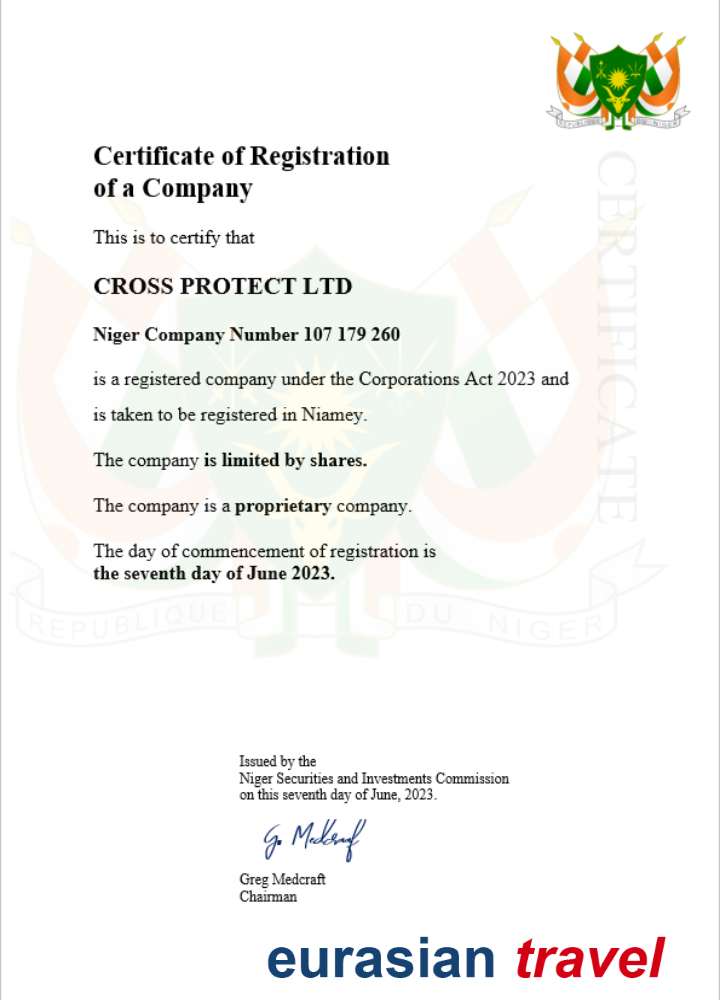 REPUBLIQUE DU NIGER
CERTIFICATE
Certificate of Registration
of a Company
This is to certify that
CROSS PROTECT LTD
Niger Company Number 107 179 260
is a registered company under the Corporations Act 2023 and
is taken to be registered in Niamey.
The company is limited by shares.
The company is a proprietary company.
The day of commencement of registration is
the seventh day of June 2023.
REPUBLIQUE DU NIGER
Issued by the
Niger Securities and Investments Commission
on this seventh day of June, 2023.
G. Medcraft
Greg Medcraft
Chairman
eurasian travel